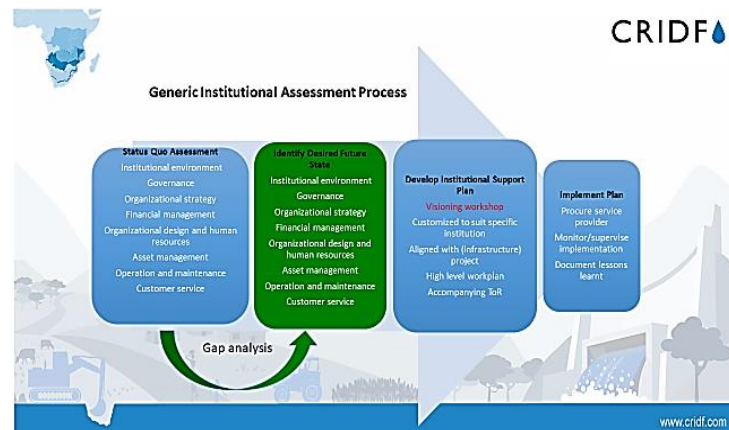 CRIDF
Generic Institutional Assessment Process
Status Quo Assessment
Institutional environment
Governance
Organizational strategy
Financial management
Organizational design and human
resources
Asset management
Operation and maintenance
Customer service
Identify Desired Future
State
Institutional environment
Governance
Organizational strategy
Financial management
Organizational design and
human resources
Asset management
Operation and maintenance
Customer service
Develop Institutional Support
Plan
Visioning workshop
Customized to suit specific
institution
Aligned with (infrastructure)
project
High level workplan
Accompanying ToR
Implement Plan
Procure service
provider
Monitor/supervise
implementation
Document lessons
learnt
Gap analysis
www.cridf.com